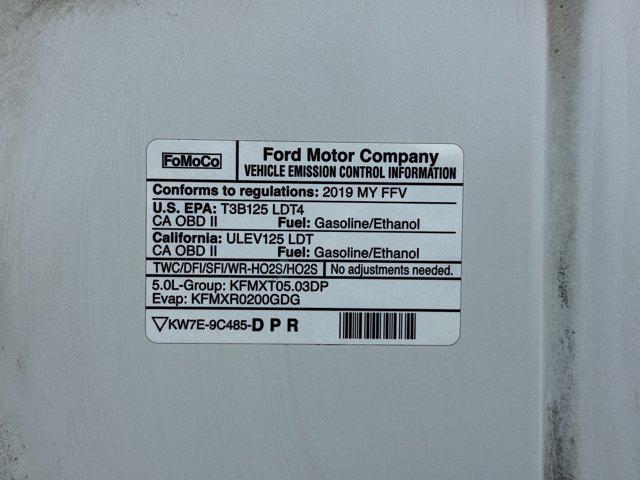 FoMoCo
Ford Motor Company
VEHICLE EMISSION CONTROL INFORMATION
Conforms to regulations: 2019 MY FFV
U.S. EPA: T3B125 LDT4
CA OBD II Fuel: Gasoline/Ethanol
California: ULEV125 LDT
CA OBD II Fuel: Gasoline/Ethanol
TWC/DFI/SFI/WR-HO2S/HO2S No adjustments needed.
5.0L-Group: KFMXT05.03DP
Evap: KFMXR0200GDG
KW7E-9C485-D P R